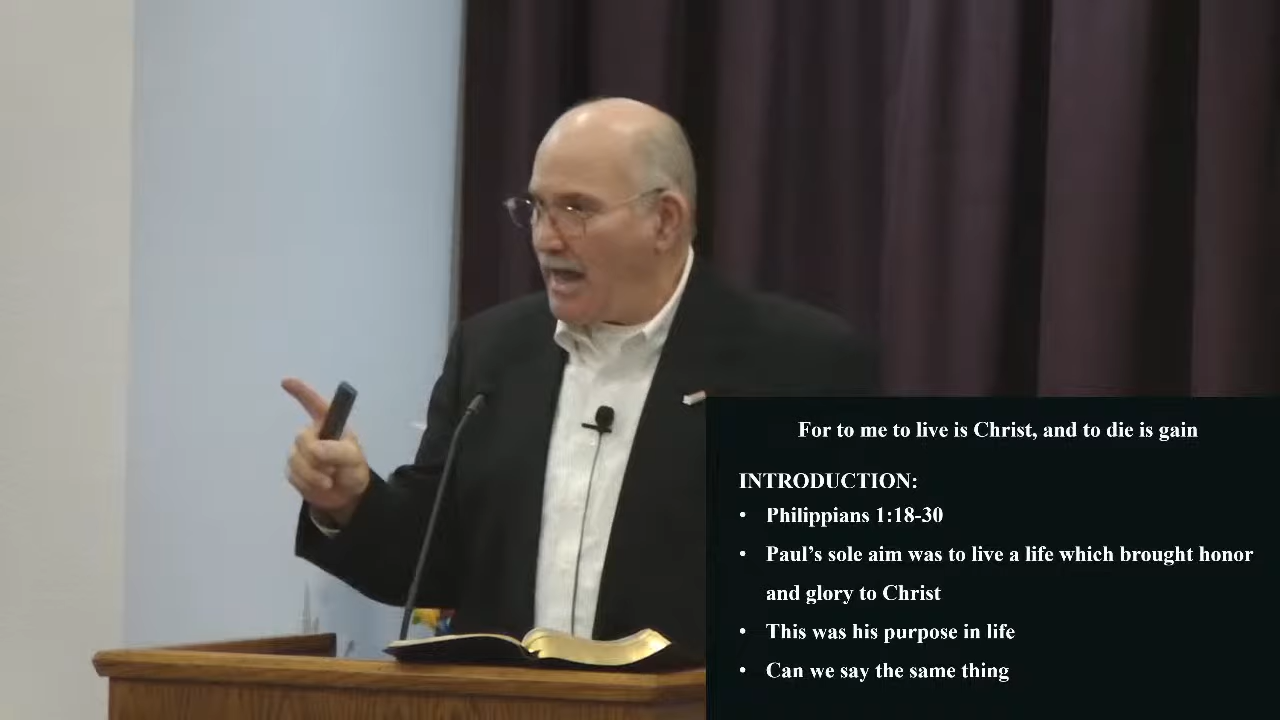 For to me to live is Christ, and to die is gain
INTRODUCTION:
• Philippians 1:18-30
• Paul’s sole aim was to live a life which brought honor
and glory to Christ
• This was his purpose in life
• Can we say the same thing